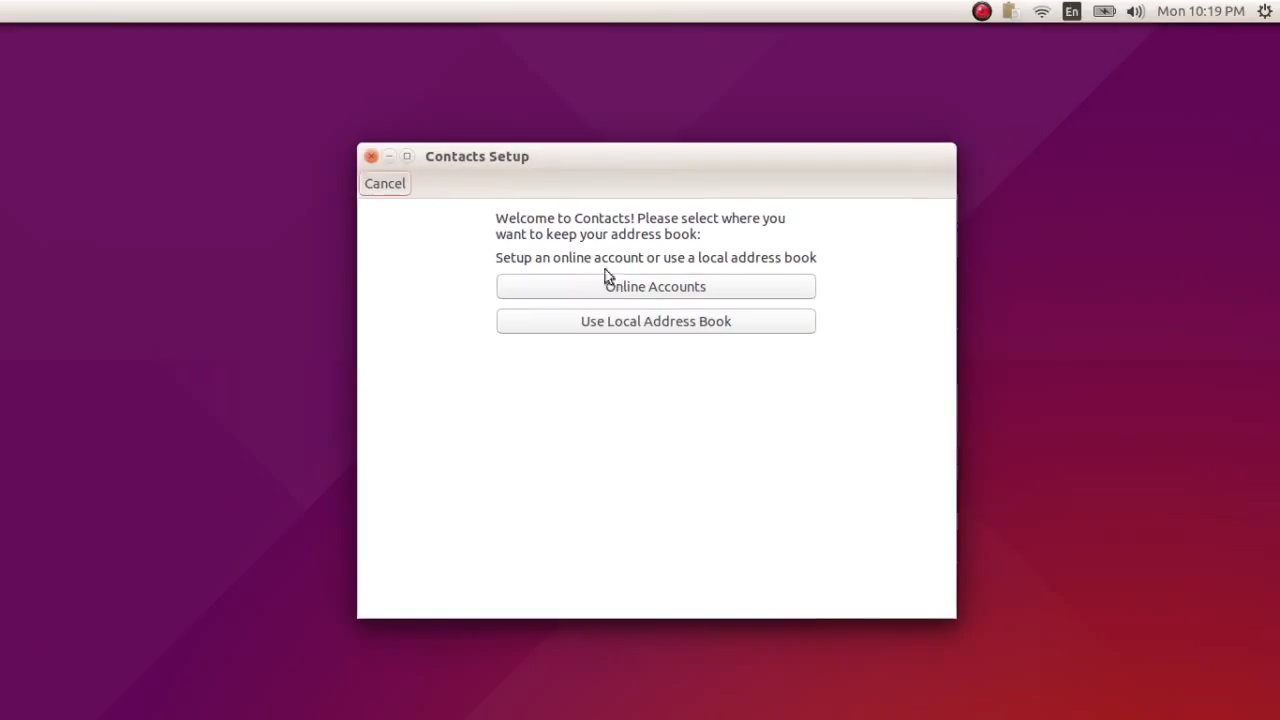 En
Mon 10:19 PM
Contacts Setup
Cancel
Welcome to Contacts! Please select where you
want to keep your address book:
Setup an online account or use a local address book
Online Accounts
Use Local Address Book